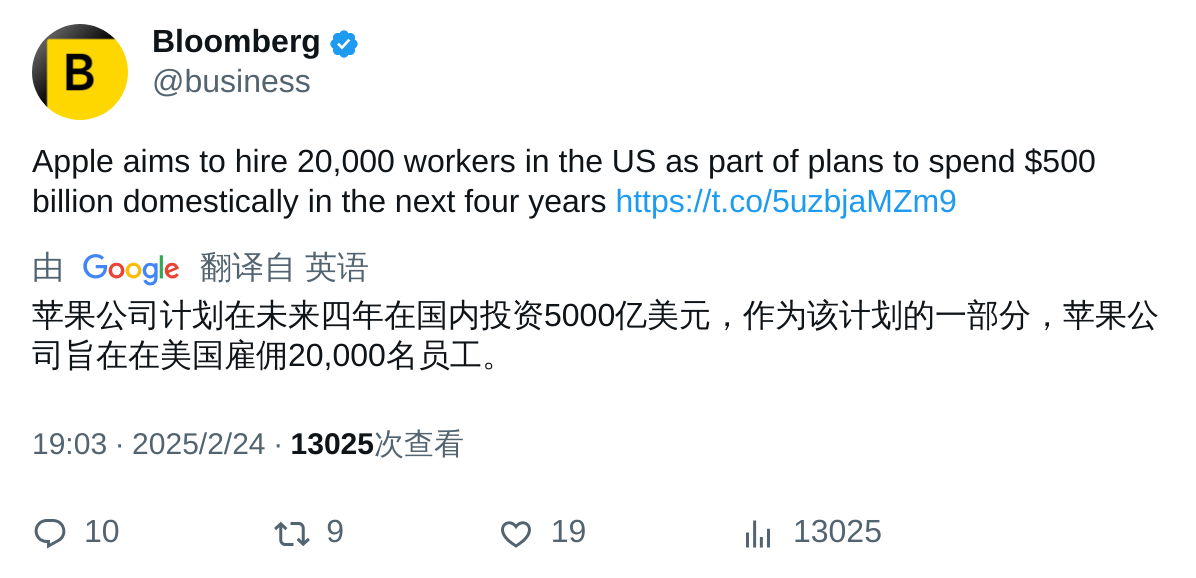 B
Bloomberg
@business
Apple aims to hire 20,000 workers in the US as part of plans to spend $500
billion domestically in the next four years https://t.co/5uzbjaMZm9
由 Google 翻译自 英语
苹果公司计划在未来四年在国内投资5000亿美元，作为该计划的一部分，苹果公
司旨在在美国雇佣20,000名员工。
19:03 · 2025/2/24 · 13025次查看
10 9 19 13025